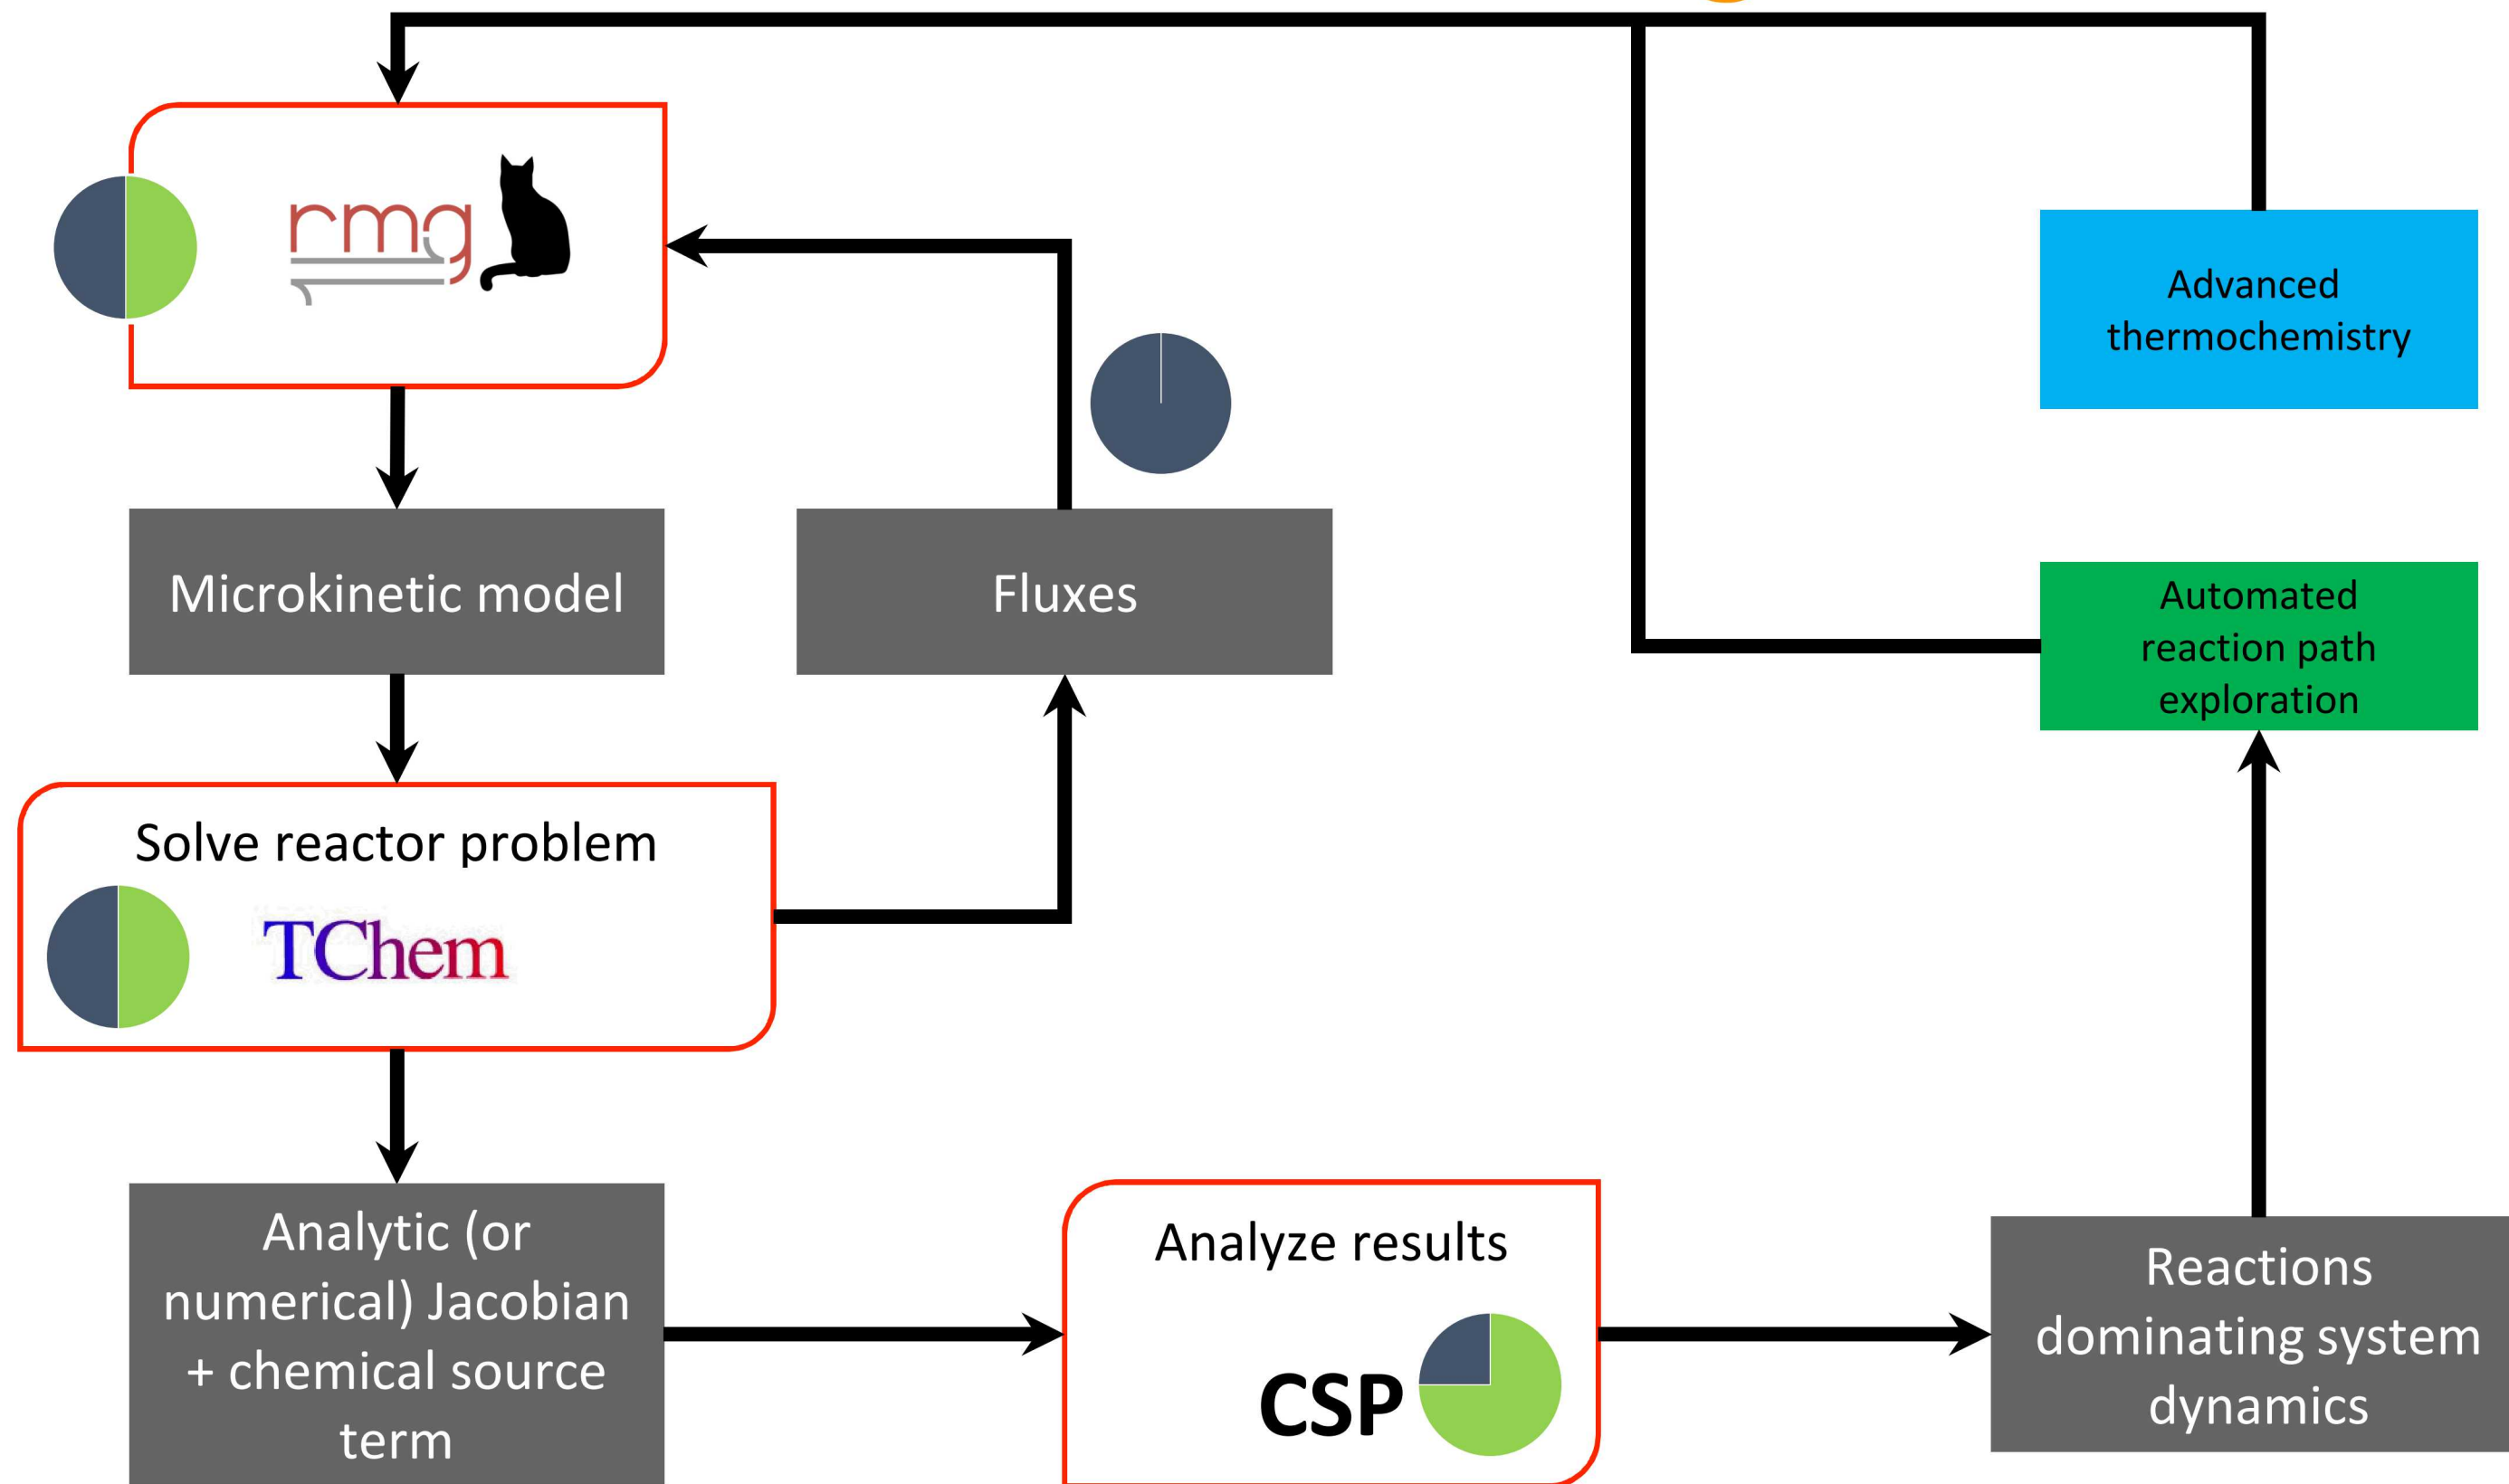 rmg
Advanced
thermochemistry
Microkinetic model
Fluxes
Automated
reaction path
exploration
Solve reactor problem
TChem
Analytic (or
numerical) Jacobian
+ chemical source
term
Analyze results
CSP
Reactions
dominating system
dynamics